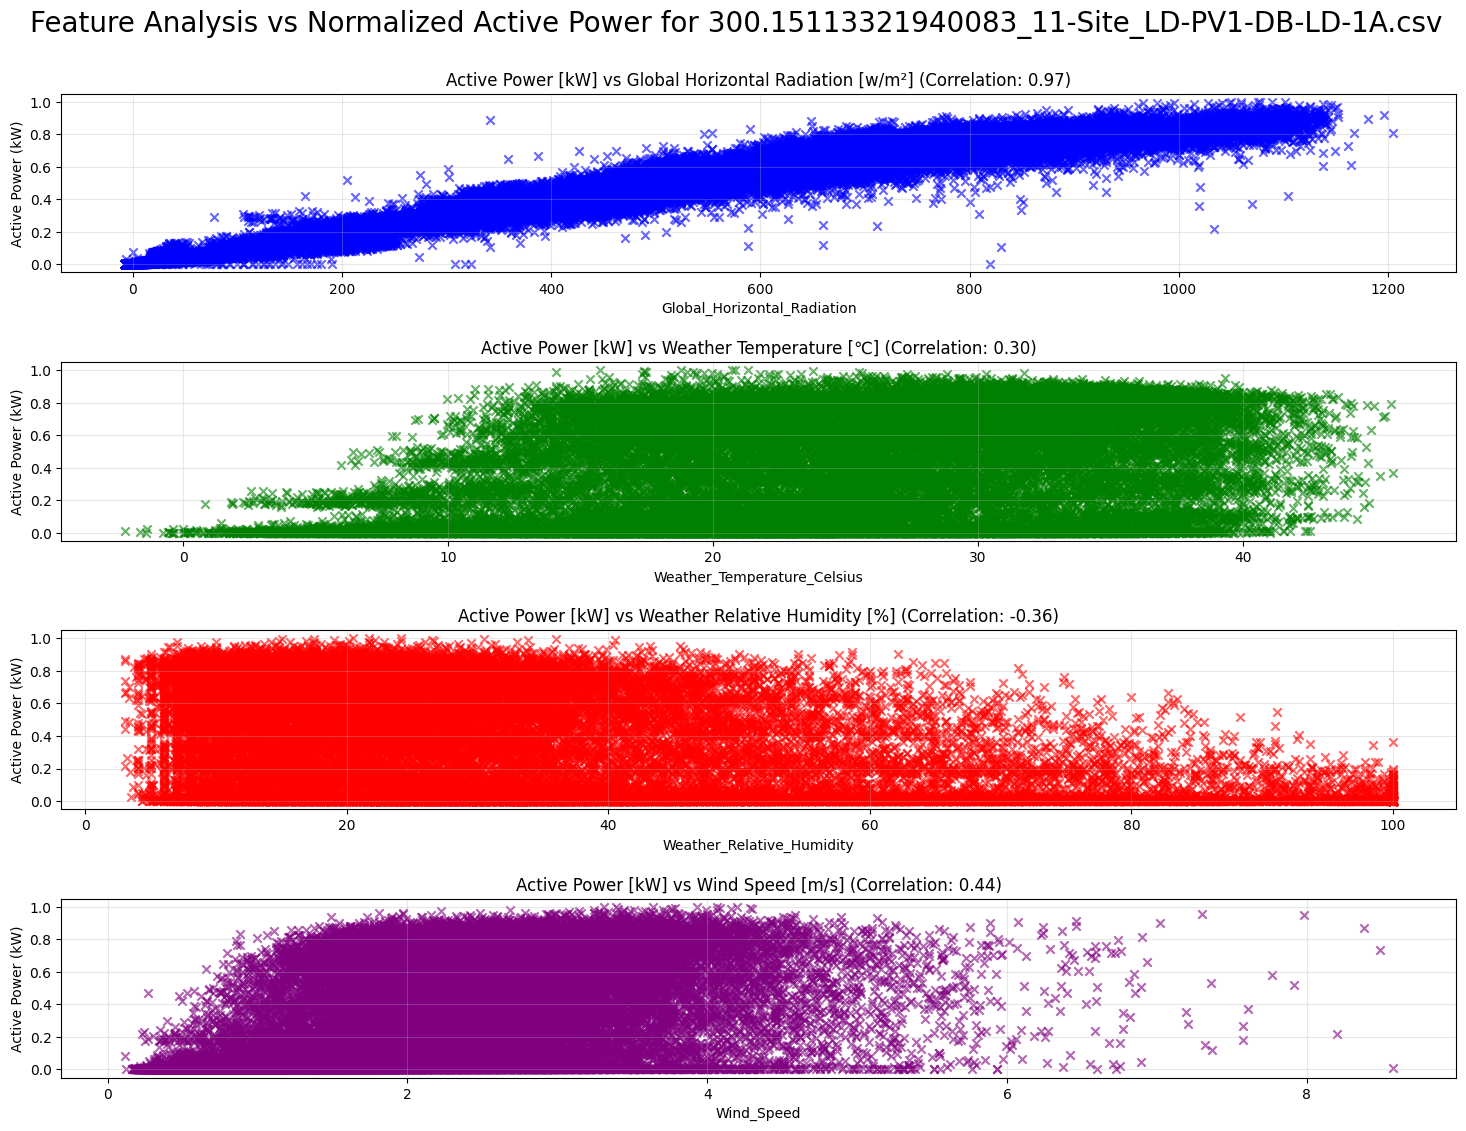 Feature Analysis vs Normalized Active Power for 300.15113321940083_11-Site_LD-PV1-DB-LD-1A.csv
Active Power [kW] vs Global Horizontal Radiation [w/m²] (Correlation: 0.97)
Active Power (kW)
1.0
0.8
0.6
0.4
0.2
0.0
0 200 400 600 800 1000 1200
Global_Horizontal_Radiation
Active Power [kW] vs Weather Temperature [℃] (Correlation: 0.30)
Active Power (kW)
1.0
0.8
0.6
0.4
0.2
0.0
0 10 20 30 40
Weather_Temperature_Celsius
Active Power [kW] vs Weather Relative Humidity [%] (Correlation: -0.36)
Active Power (kW)
1.0
0.8
0.6
0.4
0.2
0.0
0 20 40 60 80 100
Weather_Relative_Humidity
Active Power [kW] vs Wind Speed [m/s] (Correlation: 0.44)
Active Power (kW)
1.0
0.8
0.6
0.4
0.2
0.0
0 2 4 6 8
Wind_Speed